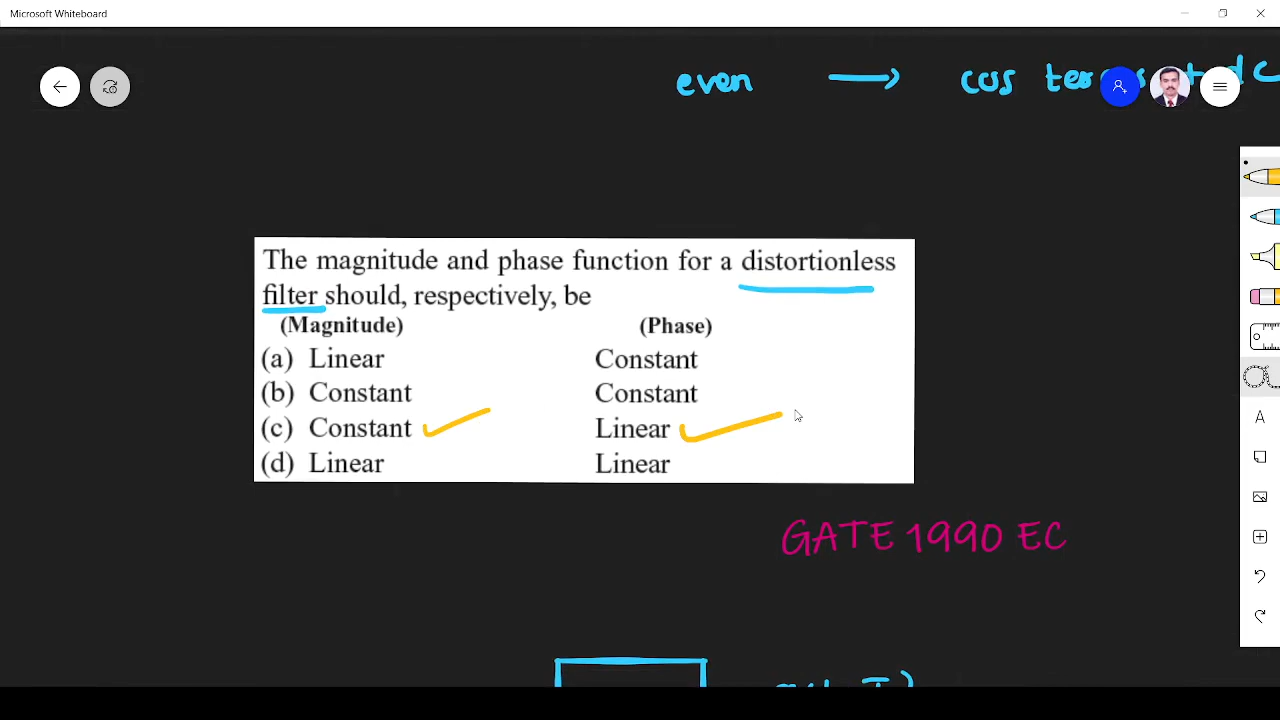 Microsoft Whiteboard
even → cos
The magnitude and phase function for a distortionless
filter should, respectively, be
(Magnitude) (Phase)
(a) Linear Constant
(b) Constant Constant
(c) Constant ✓ Linear ✓
(d) Linear Linear
GATE 1990 EC
A